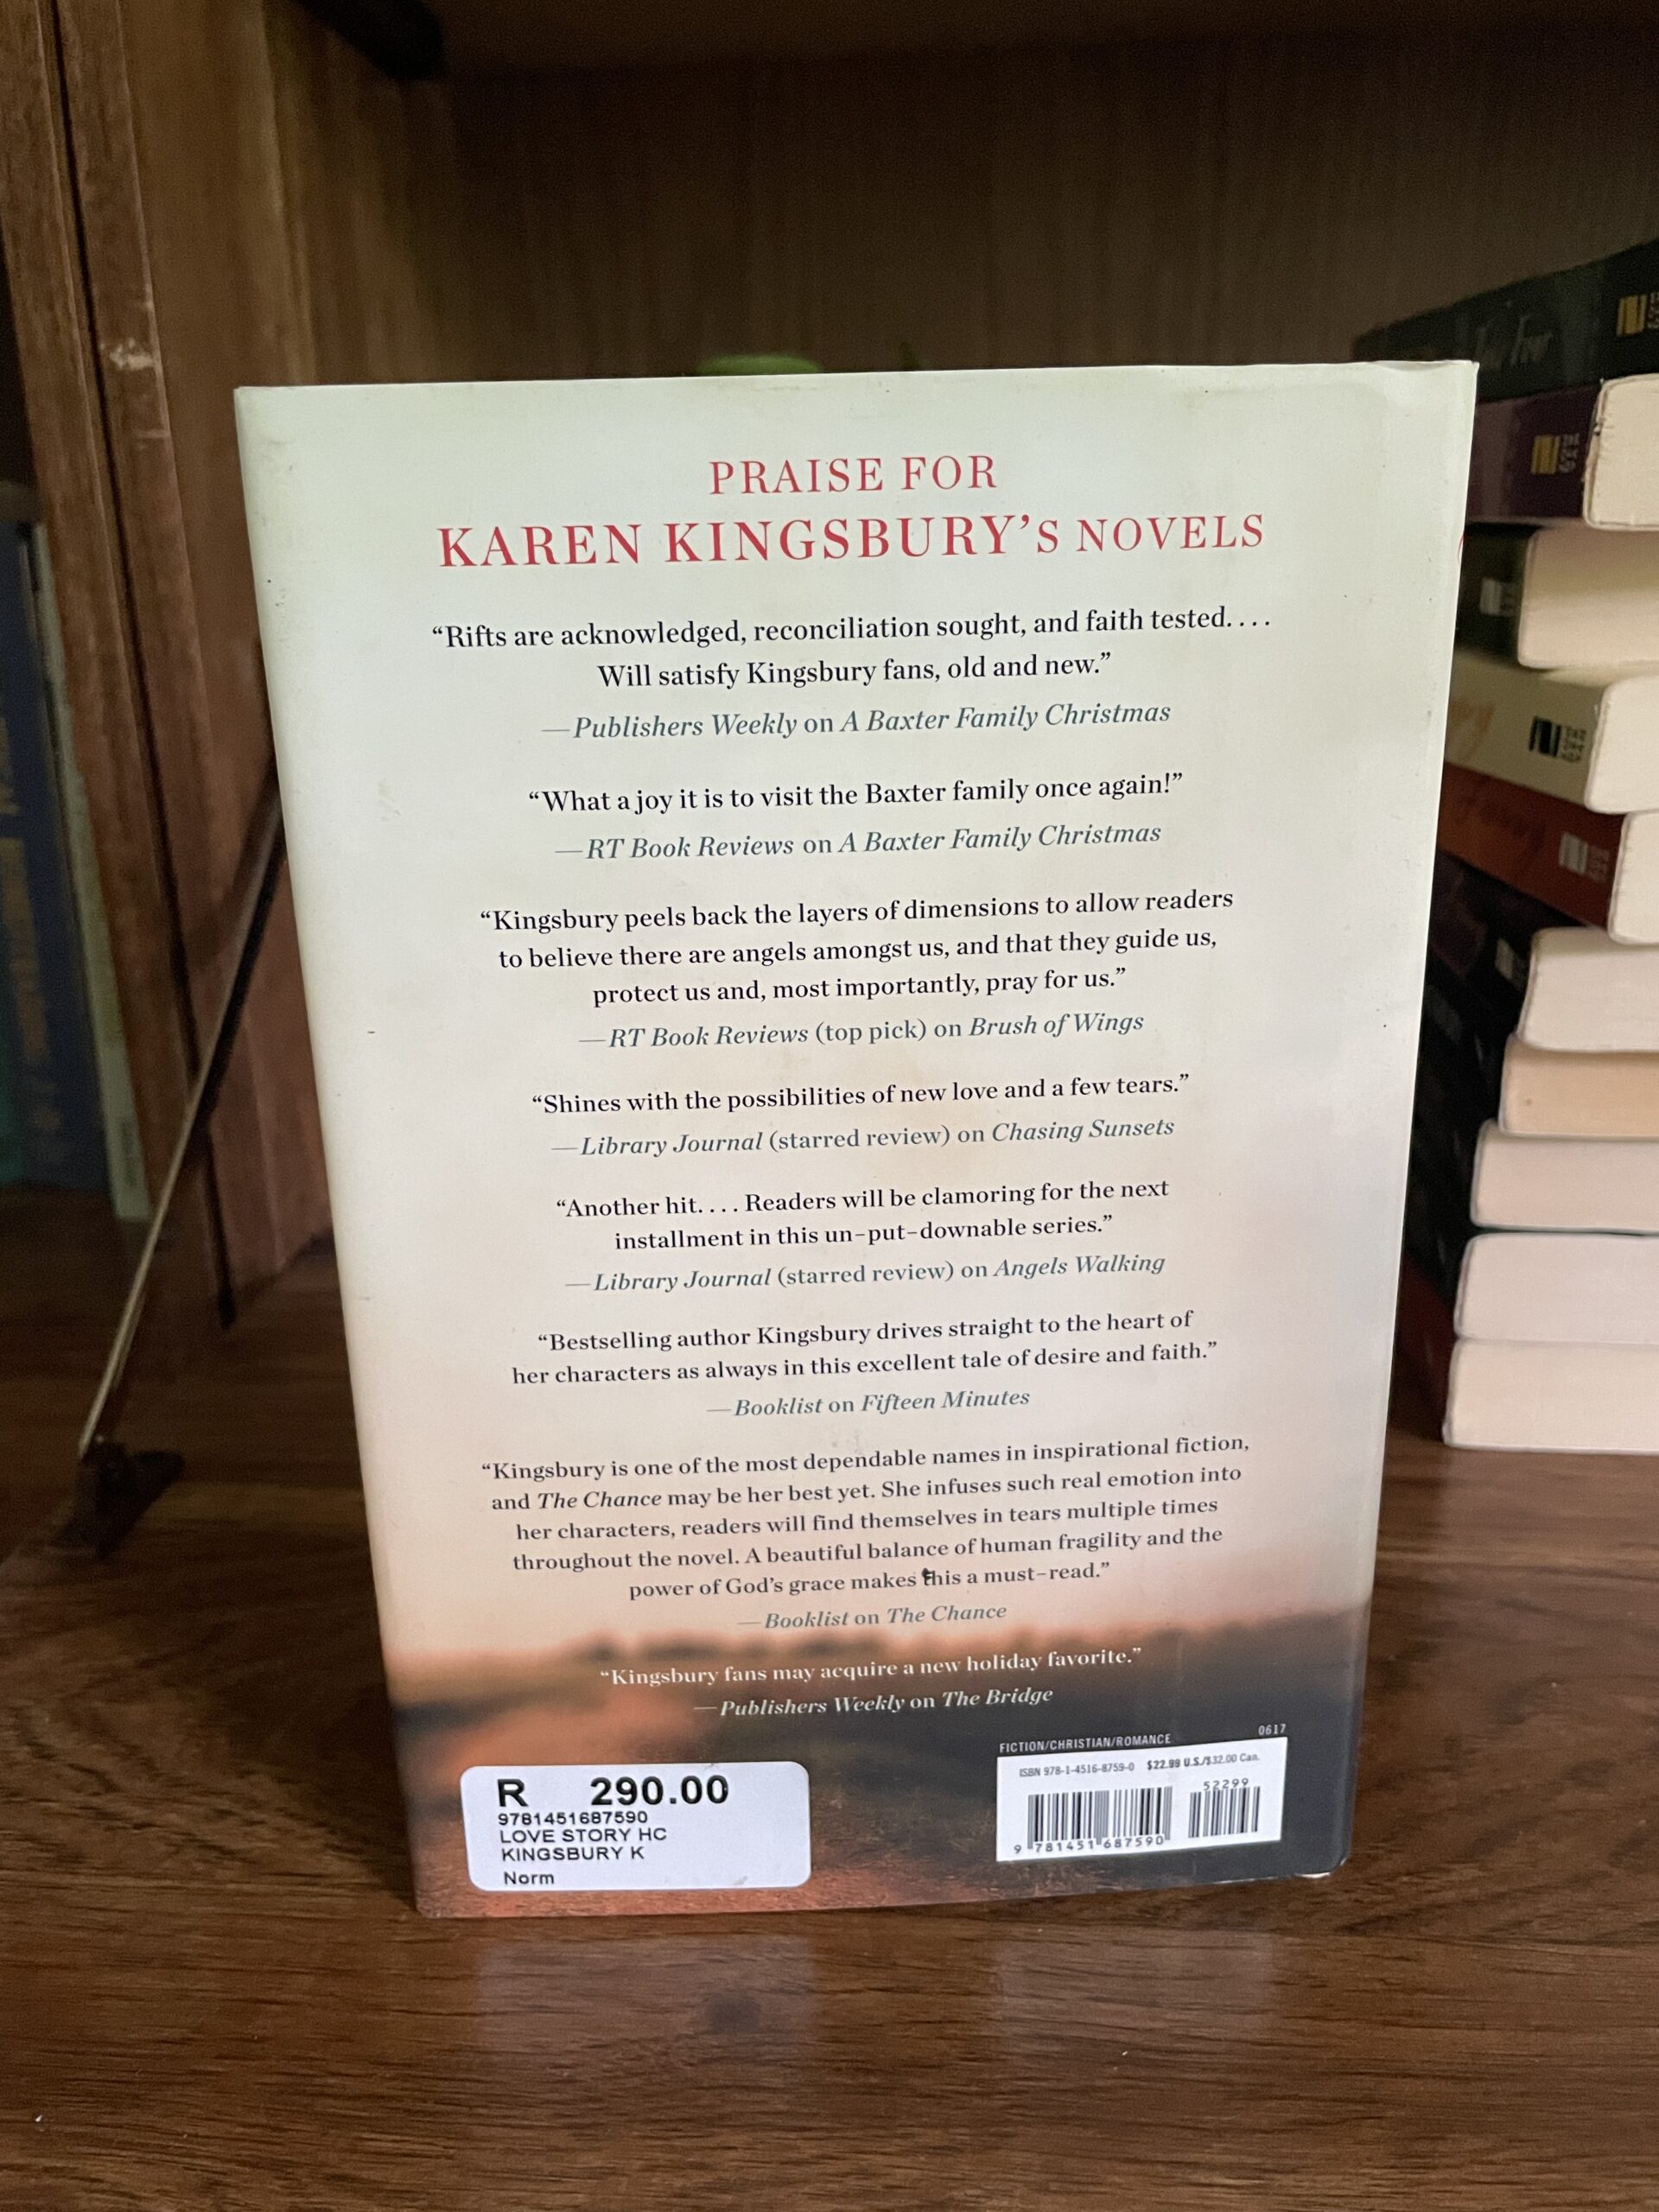 PRAISE FOR
KAREN KINGSBURY’S NOVELS
“Rifts are acknowledged, reconciliation sought, and faith tested. . . .
Will satisfy Kingsbury fans, old and new.”
—Publishers Weekly on A Baxter Family Christmas
“What a joy it is to visit the Baxter family once again!”
—RT Book Reviews on A Baxter Family Christmas
“Kingsbury peels back the layers of dimensions to allow readers
to believe there are angels amongst us, and that they guide us,
protect us and, most importantly, pray for us.”
—RT Book Reviews (top pick) on Brush of Wings
“Shines with the possibilities of new love and a few tears.”
—Library Journal (starred review) on Chasing Sunsets
“Another hit. . . . Readers will be clamoring for the next
installment in this un-put-downable series.”
—Library Journal (starred review) on Angels Walking
“Bestselling author Kingsbury drives straight to the heart of
her characters as always in this excellent tale of desire and faith.”
—Booklist on Fifteen Minutes
“Kingsbury is one of the most dependable names in inspirational fiction,
and The Chance may be her best yet. She infuses such real emotion into
her characters, readers will find themselves in tears multiple times
throughout the novel. A beautiful balance of human fragility and the
power of God’s grace makes this a must-read.”
—Booklist on The Chance
“Kingsbury fans may acquire a new holiday favorite.”
—Publishers Weekly on The Bridge
FICTION/CHRISTIAN/ROMANCE 0617
ISBN 978-1-4516-8759-0 $22.99 U.S./$32.00 Can.
52299
9 781451 687590
R 290.00
9781451687590
LOVE STORY HC
KINGSBURY K
Norm